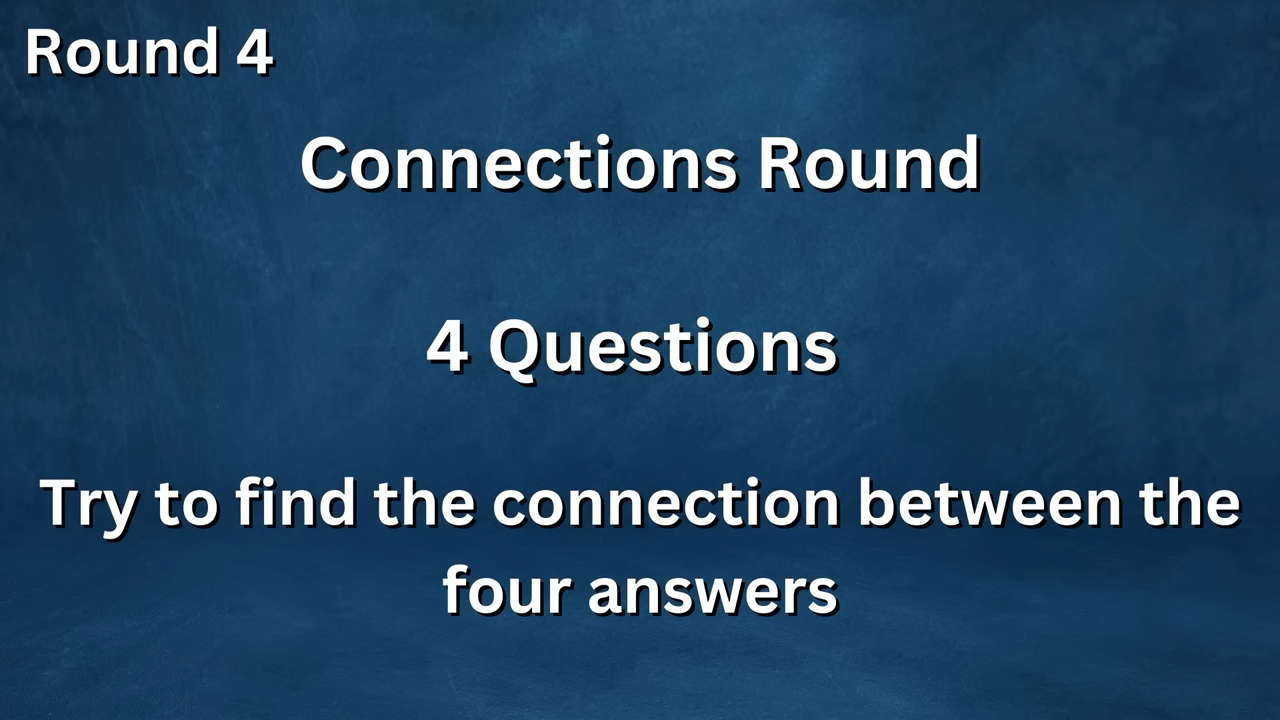 Round 4
Connections Round
4 Questions
Try to find the connection between the
four answers